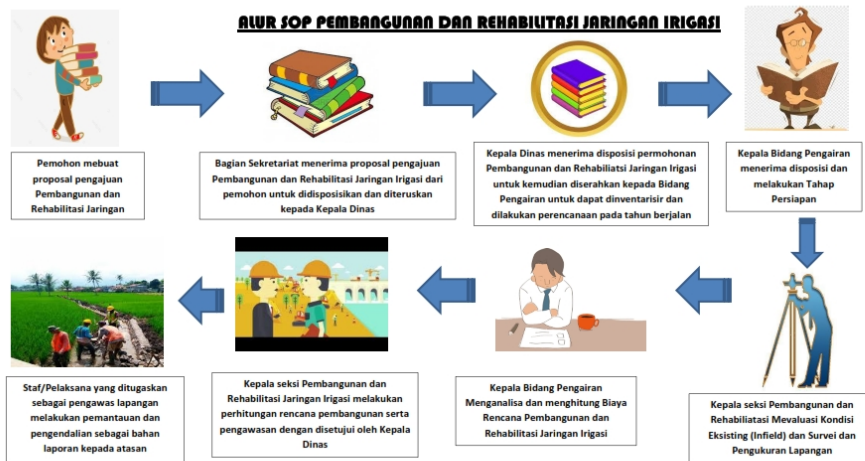 ALUR SOP PEMBANGUNAN DAN REHABILITASI JARINGAN IRIGASI
Pemohon mebuat
proposal pengajuan
Pembangunan dan
Rehabilitasi Jaringan
Bagian Sekretariat menerima proposal pengajuan
Pembangunan dan Rehabilitasi Jaringan Irigasi dari
pemohon untuk didisposisikan dan diteruskan
kepada Kepala Dinas
Kepala Dinas menerima disposisi permohonan
Pembangunan dan Rehabiliatsi Jaringan Irigasi
untuk kemudian diserahkan kepada Bidang
Pengairan untuk dapat dinventarisir dan
dilakukan perencanaan pada tahun berjalan
Kepala Bidang Pengairan
menerima disposisi dan
melakukan Tahap
Persiapan
Kepala seksi Pembangunan dan
Rehabiliatasi Mevaluasi Kondisi
Eksisting (Infield) dan Survei dan
Pengukuran Lapangan
Kepala Bidang Pengairan
Menganalisa dan menghitung Biaya
Rencana Pembangunan dan
Rehabilitasi Jaringan Irigasi
Kepala seksi Pembangunan dan
Rehabilitasi Jaringan Irigasi melakukan
perhitungan rencana pembangunan serta
pengawasan dengan disetujui oleh Kepala
Dinas
Staf/Pelaksana yang ditugaskan
sebagai pengawas lapangan
melakukan pemantauan dan
pengendalian sebagai bahan
laporan kepada atasan